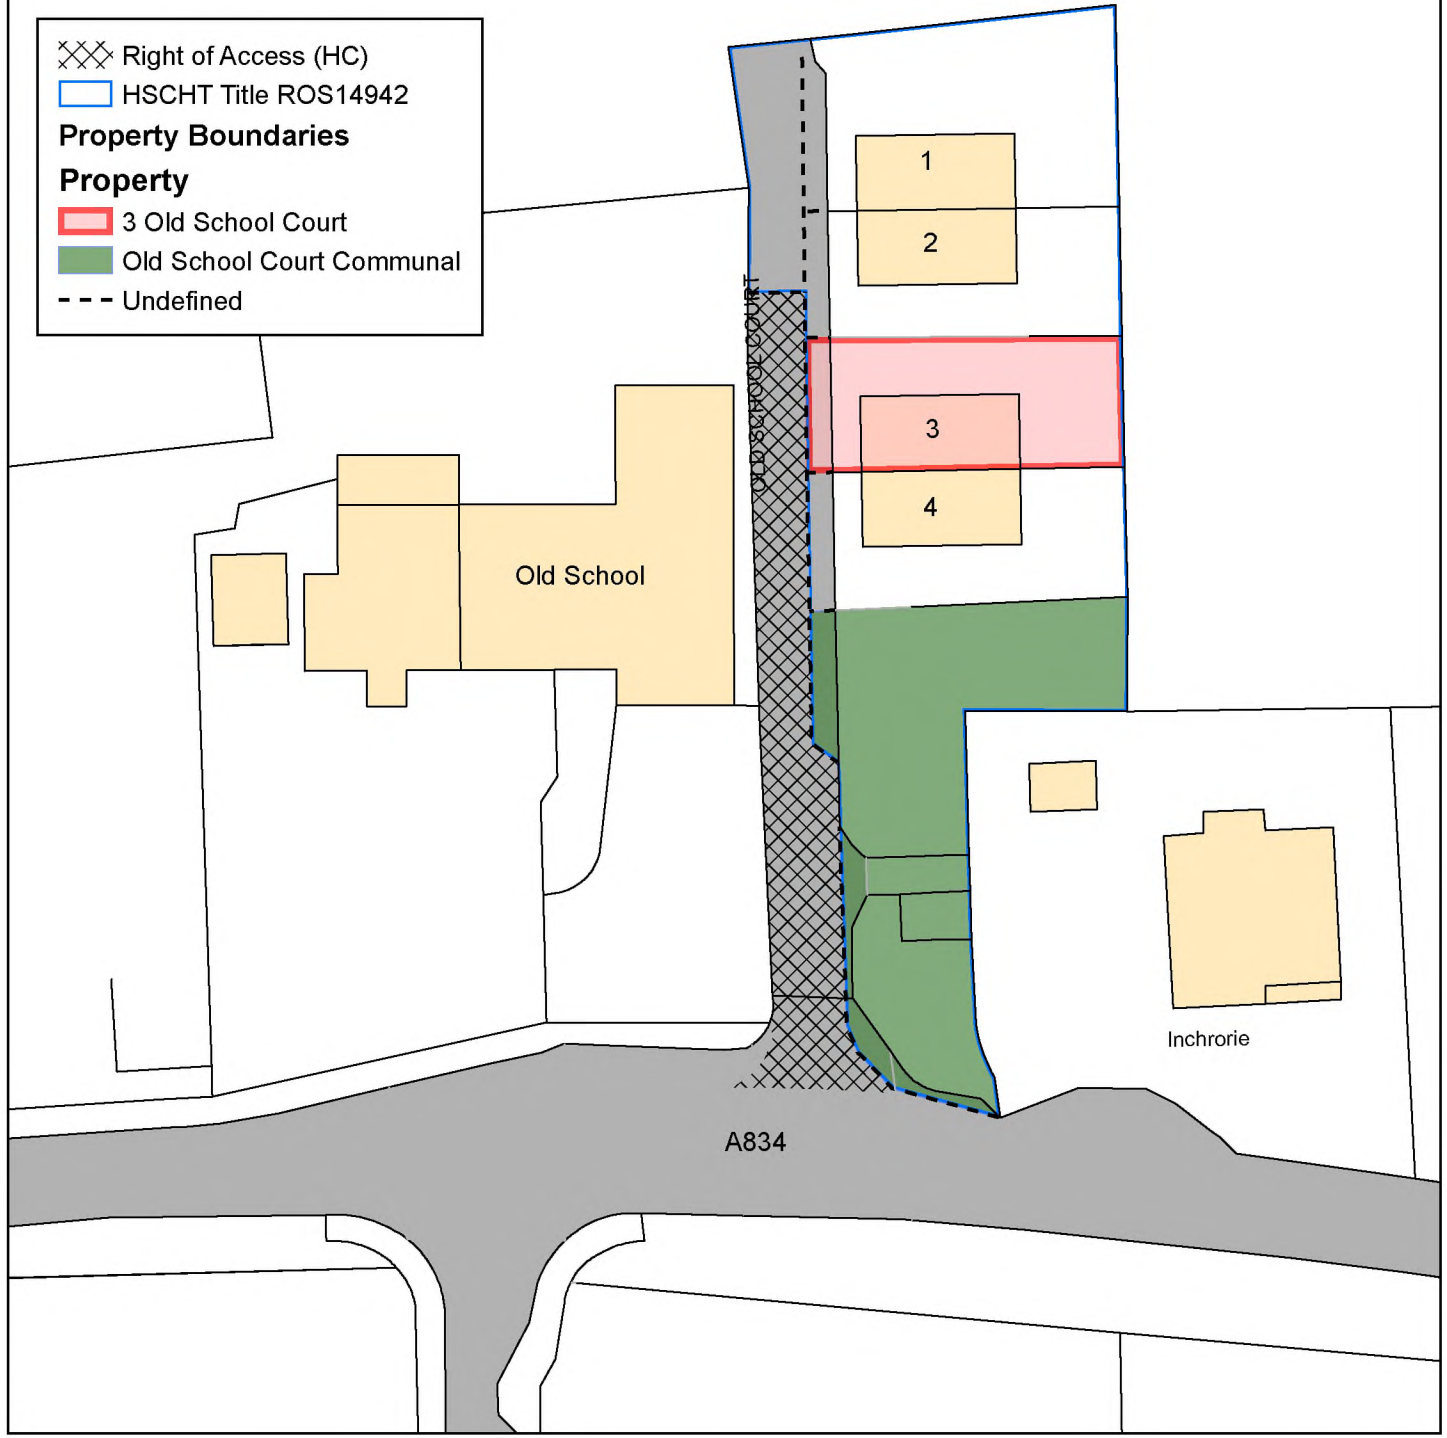 Right of Access (HC)
HSCHT Title ROS14942
Property Boundaries
Property
3 Old School Court
Old School Court Communal
Undefined
1
2
OLD SCHOOL COURT
3
4
Old School
Inchrorie
A834